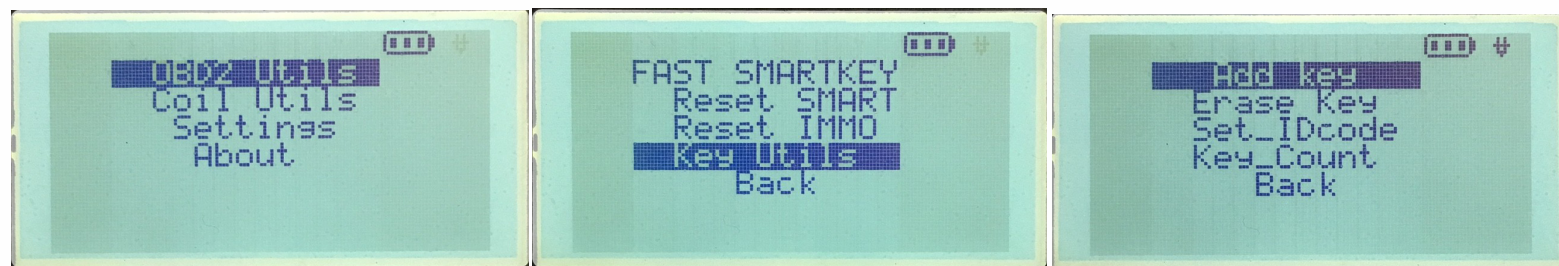 OBD2 Utils
Coil Utils
Settings
About
FAST SMARTKEY
Reset SMART
Reset IMMO
Key Utils
Back
Add key
Erase Key
Set_IDcode
Key_Count
Back